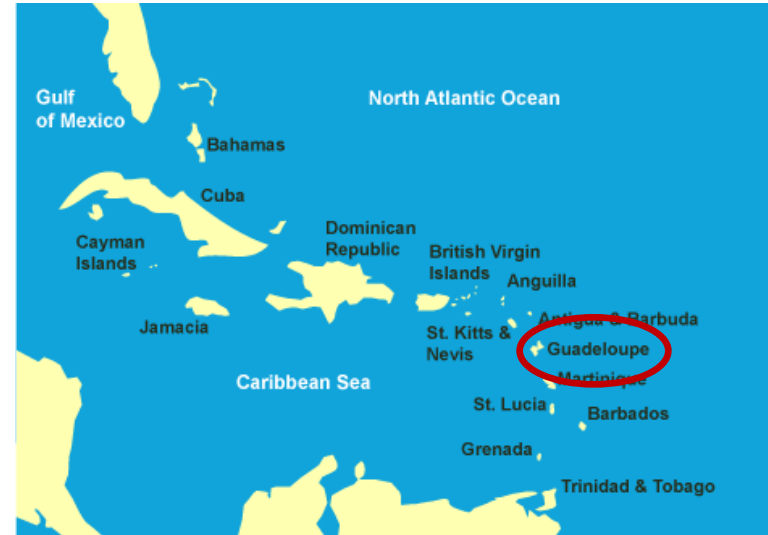 Gulf
of Mexico
North Atlantic Ocean
Bahamas
Cuba
Cayman
Islands
Dominican
Republic
British Virgin
Islands
Anguilla
Jamacia
Antigua & Barbuda
St. Kitts &
Nevis
Guadeloupe
Martinique
Caribbean Sea
St. Lucia
Barbados
Grenada
Trinidad & Tobago